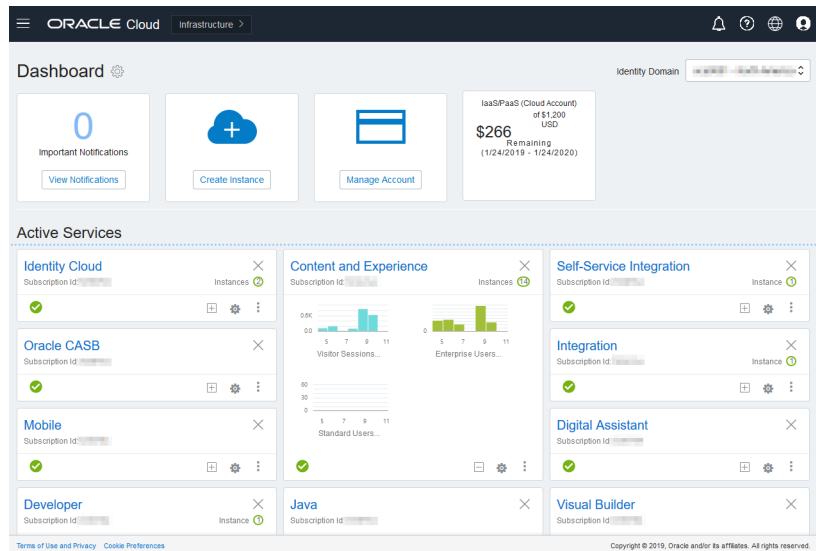 ORACLE Cloud
Infrastructure >
Dashboard
Identity Domain
0
Important Notifications
View Notifications
Create Instance
Manage Account
IaaS/PaaS (Cloud Account)
of $1,200
USD
$266
Remaining
(1/24/2019 - 1/24/2020)
Active Services
Identity Cloud
Subscription Id:
Instances 2
Content and Experience
Subscription Id:
Instances 14
0.6K
0.0
5 7 9 11
Visitor Sessions...
0
5 7 9 11
Enterprise Users...
60
30
0
5 7 9 11
Standard Users...
Self-Service Integration
Subscription Id:
Instance 1
Oracle CASB
Subscription Id:
Integration
Subscription Id:
Instance 1
Mobile
Subscription Id:
Digital Assistant
Subscription Id:
Developer
Subscription Id:
Instance 1
Java
Subscription Id:
Visual Builder
Subscription Id:
Terms of Use and Privacy Cookie Preferences
Copyright © 2019, Oracle and/or its affiliates. All rights reserved.